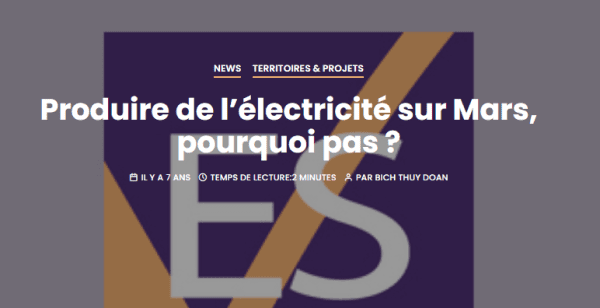 NEWS TERRITOIRES & PROJETS
Produire de l’électricité sur Mars,
pourquoi pas ?
IL Y A 7 ANS TEMPS DE LECTURE:2 MINUTES PAR BICH THUY DOAN
ES